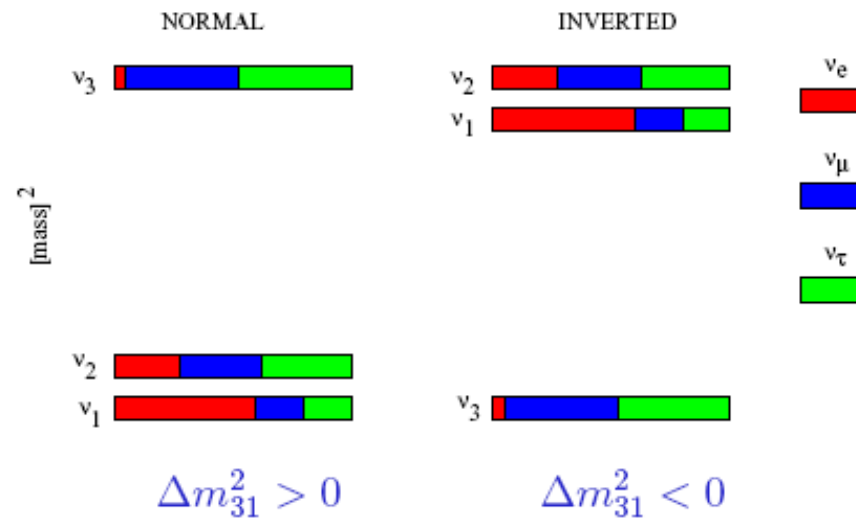 NORMAL
INVERTED
ν3
ν2
ν1
νe
νμ
ντ
[mass]²
ν2
ν1
ν3
Δm²₃₁ > 0
Δm²₃₁ < 0